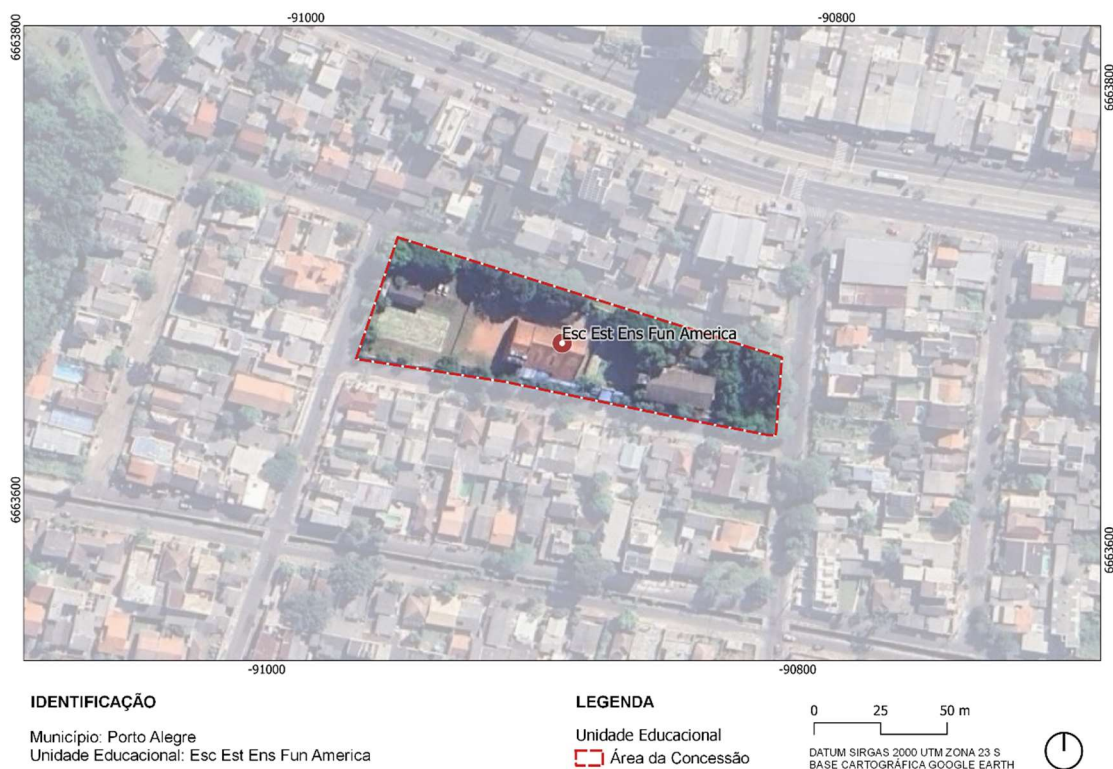 -91000
-90800
6663800
6663800
Esc Est Ens Fun America
6663600
6663600
-91000
-90800
IDENTIFICAÇÃO
Município: Porto Alegre
Unidade Educacional: Esc Est Ens Fun America
LEGENDA
Unidade Educacional
Área da Concessão
0 25 50 m
DATUM SIRGAS 2000 UTM ZONA 23 S
BASE CARTOGRÁFICA GOOGLE EARTH